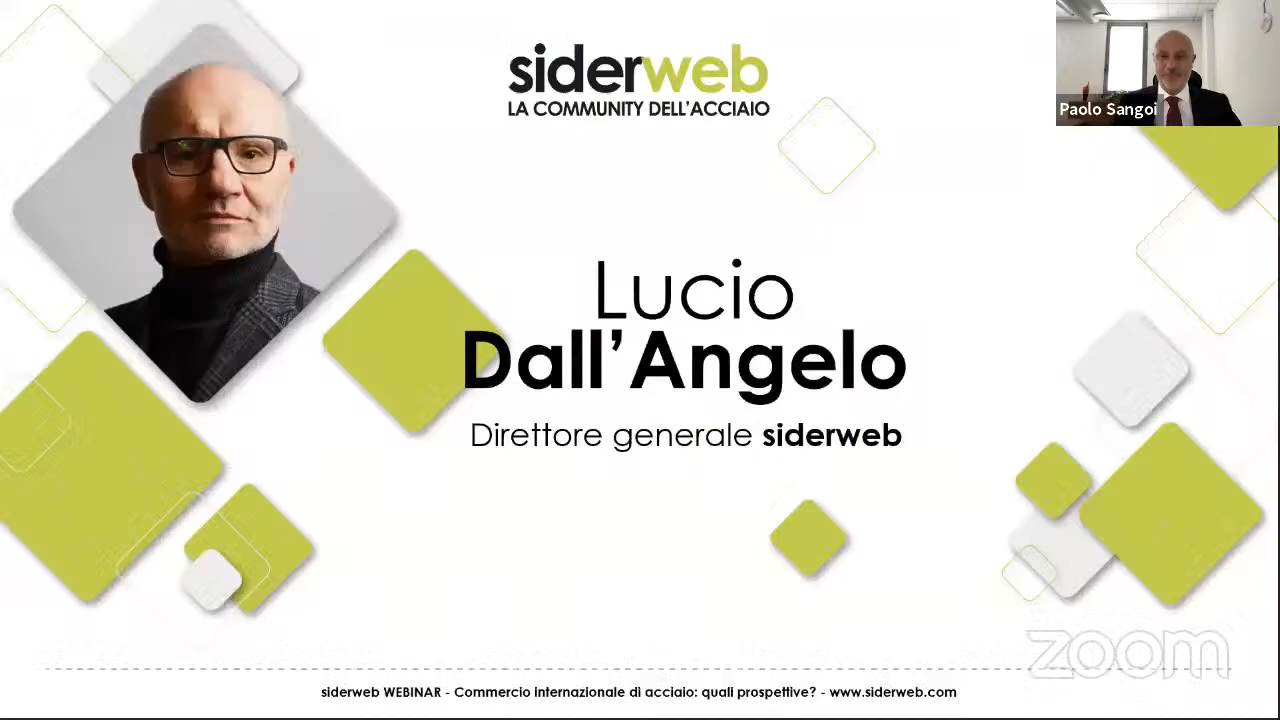 siderweb
LA COMMUNITY DELL'ACCIAIO
Paolo Sangoi
Lucio
Dall'Angelo
Direttore generale siderweb
zoom
siderweb WEBINAR - Commercio internazionale di acciaio: quali prospettive? - www.siderweb.com